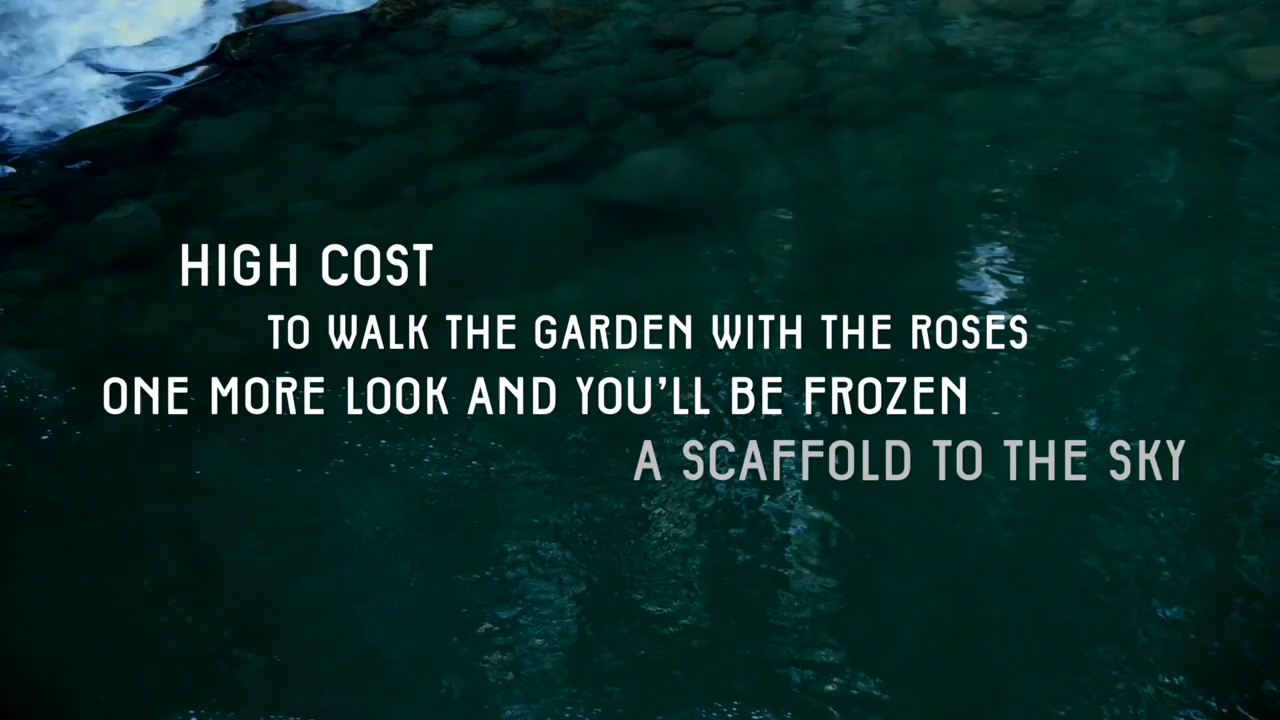 HIGH COST
TO WALK THE GARDEN WITH THE ROSES
ONE MORE LOOK AND YOU'LL BE FROZEN
A SCAFFOLD TO THE SKY